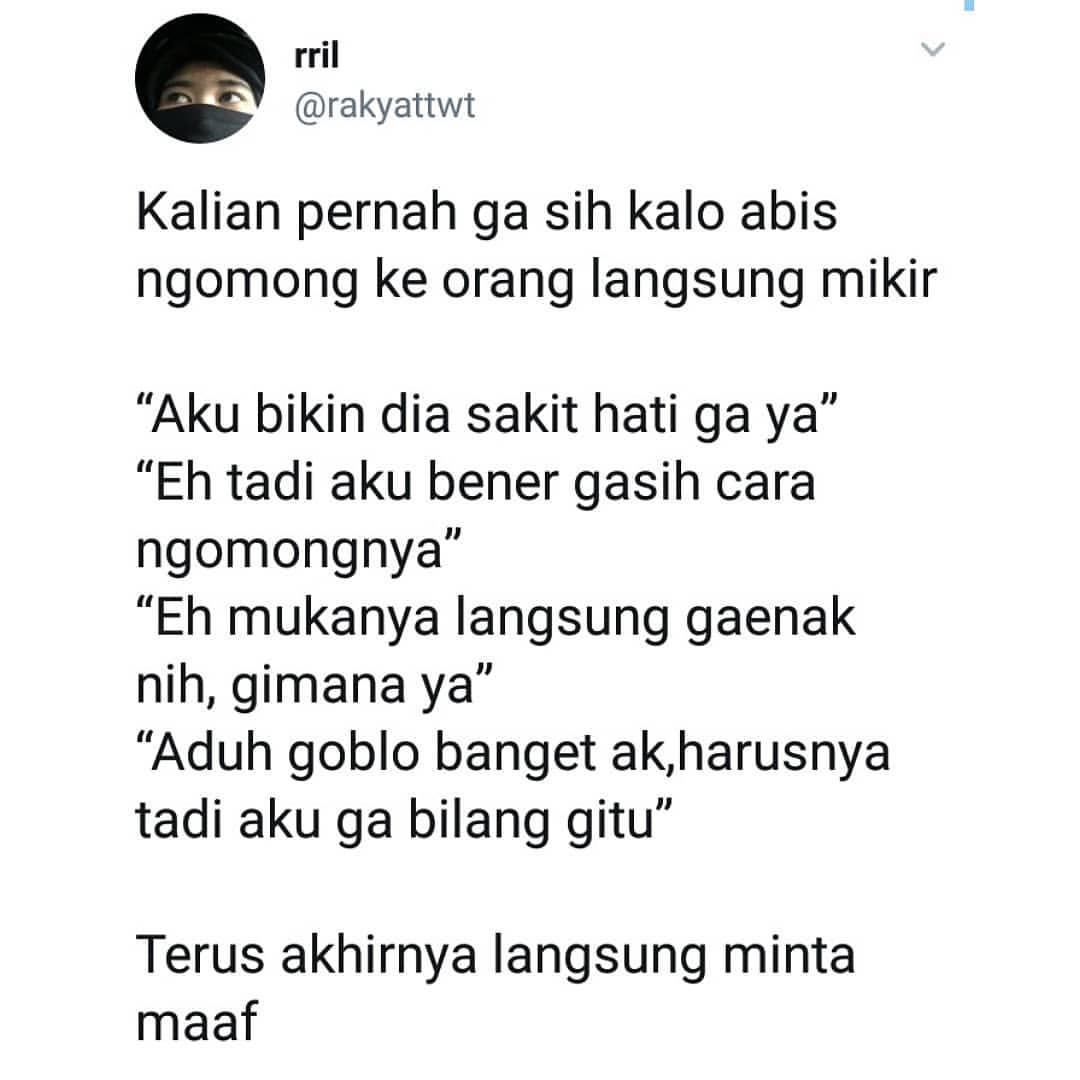 rril
@rakyattwt
Kalian pernah ga sih kalo abis
ngomong ke orang langsung mikir
“Aku bikin dia sakit hati ga ya”
“Eh tadi aku bener gasih cara
ngomongnya”
“Eh mukanya langsung gaenak
nih, gimana ya”
“Aduh goblo banget ak,harusnya
tadi aku ga bilang gitu”
Terus akhirnya langsung minta
maaf